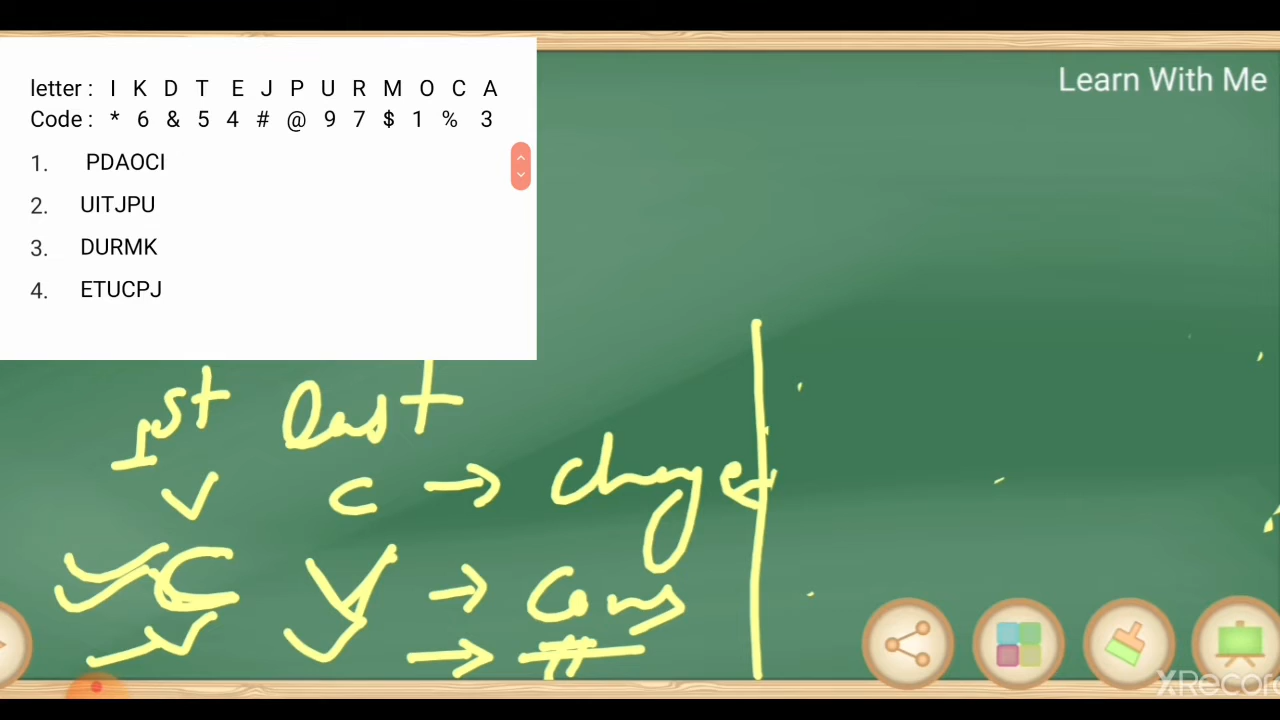 Learn With Me
letter : I K D T E J P U R M O C A
Code : * 6 & 5 4 # @ 9 7 $ 1 % 3
1. PDAOCI
2. UITJPU
3. DURMK
4. ETUCPJ
1st last
V C →
C V →
V V → #
XRecor